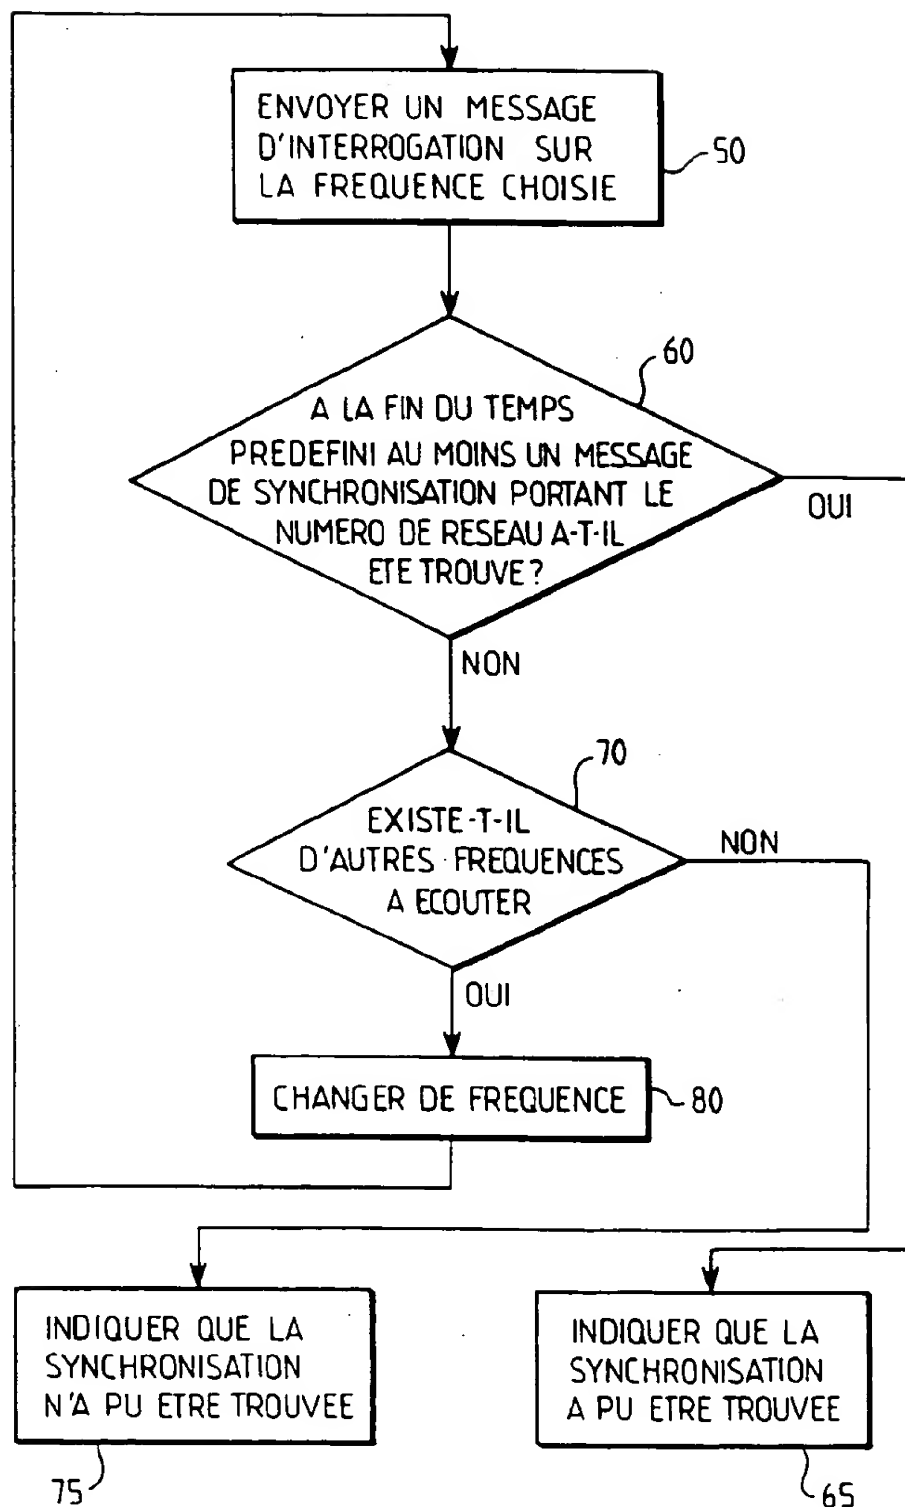 ENVOYER UN MESSAGE
D'INTERROGATION SUR
LA FREQUENCE CHOISIE
50
60
A LA FIN DU TEMPS
PREDEFINI AU MOINS UN MESSAGE
DE SYNCHRONISATION PORTANT LE
NUMERO DE RESEAU A-T-IL
ETE TROUVE ?
OUI
NON
70
EXISTE-T-IL
D'AUTRES FREQUENCES
A ECOUTER
NON
OUI
CHANGER DE FREQUENCE
80
INDIQUER QUE LA
SYNCHRONISATION
N'A PU ETRE TROUVEE
75
INDIQUER QUE LA
SYNCHRONISATION
A PU ETRE TROUVEE
65